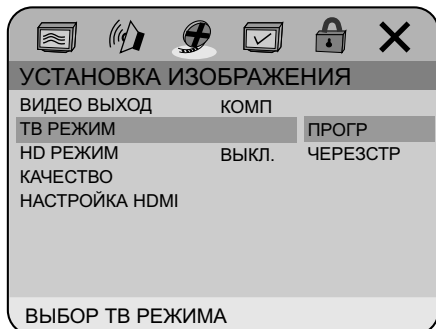 УСТАНОВКА ИЗОБРАЖЕНИЯ
ВИДЕО ВЫХОД КОМП
ТВ РЕЖИМ ПРОГР
HD РЕЖИМ ВЫКЛ. ЧЕРЕЗСТР
КАЧЕСТВО
НАСТРОЙКА HDMI
ВЫБОР ТВ РЕЖИМА